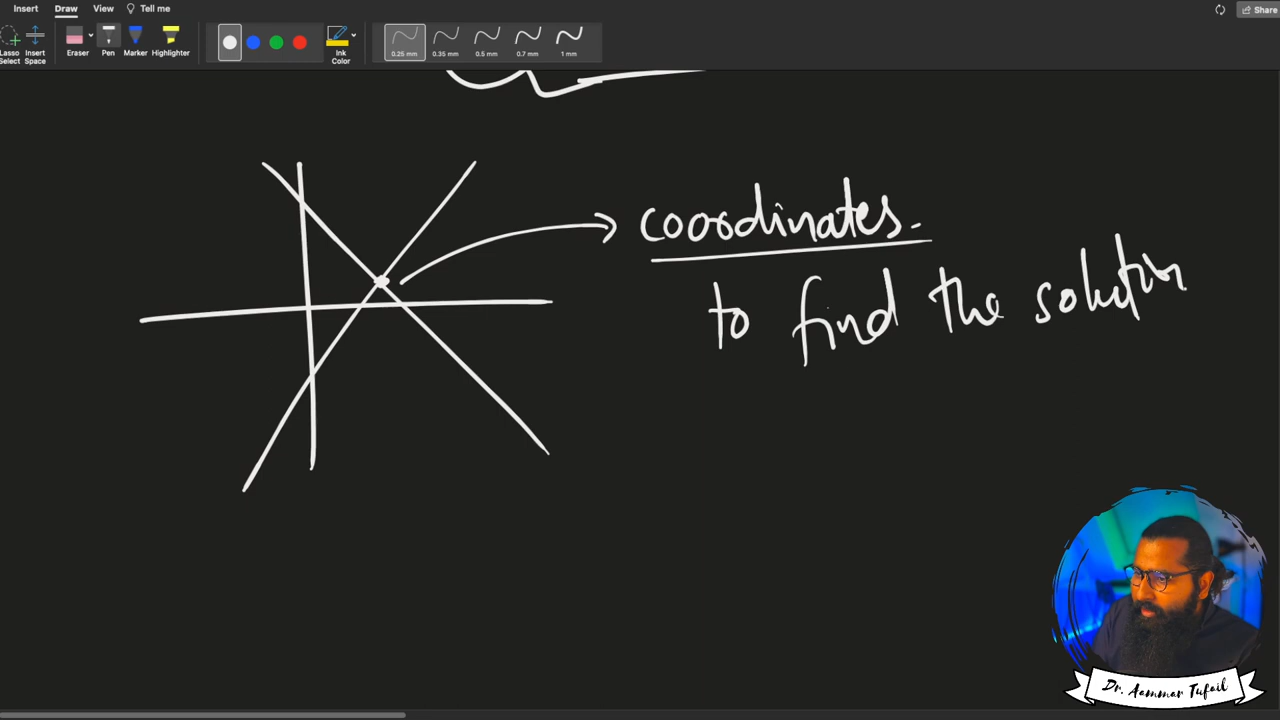 Insert Draw View Tell me
Share
Lasso Select
Insert Space
Eraser
Pen
Marker
Highlighter
Ink Color
0.25 mm
0.35 mm
0.5 mm
0.7 mm
1 mm
coordinates.
to find the solution
Dr. Aammar Tufail